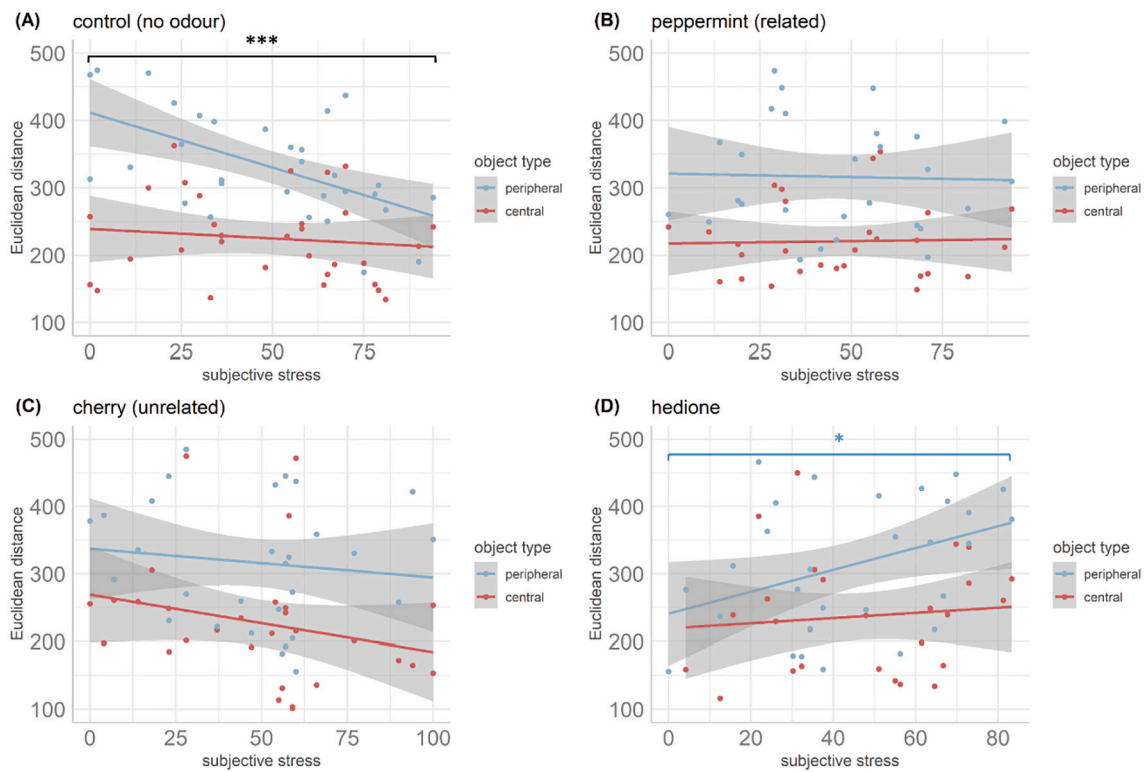 (A) control (no odour)
***
500
400
300
200
100
Euclidean distance
0 25 50 75
subjective stress
object type
peripheral
central
(B) peppermint (related)
500
400
300
200
100
Euclidean distance
0 25 50 75
subjective stress
object type
peripheral
central
(C) cherry (unrelated)
500
400
300
200
100
Euclidean distance
0 25 50 75 100
subjective stress
object type
peripheral
central
(D) hedione
*
500
400
300
200
100
Euclidean distance
0 20 40 60 80
subjective stress
object type
peripheral
central